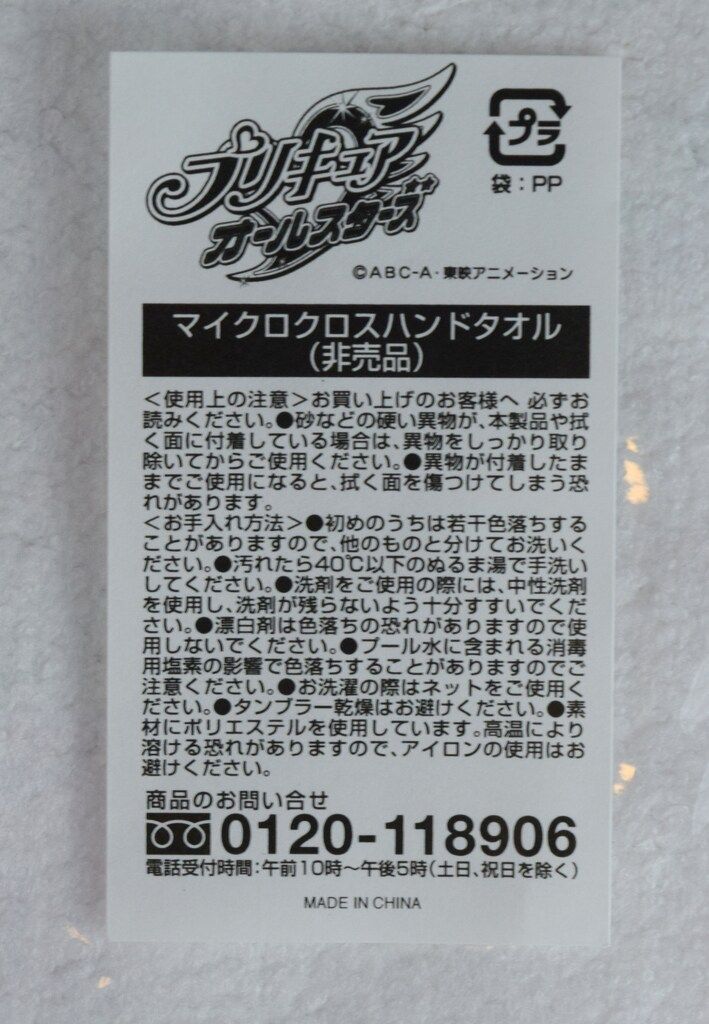 プリキュア
オールスターズ
プラ
袋：PP
©ABC-A・東映アニメーション
マイクロクロスハンドタオル
（非売品）
＜使用上の注意＞お買い上げのお客様へ 必ずお
読みください。●砂などの硬い異物が、本製品や拭
く面に付着している場合は、異物をしっかり取り
除いてからご使用ください。●異物が付着したま
までご使用になると、拭く面を傷つけてしまう恐
れがあります。
＜お手入れ方法＞●初めのうちは若干色落ちする
ことがありますので、他のものと分けてお洗いく
ださい。●汚れたら40℃以下のぬるま湯で手洗い
してください。●洗剤をご使用の際には、中性洗剤
を使用し、洗剤が残らないよう十分すすいでくだ
さい。●漂白剤は色落ちの恐れがありますので使
用しないでください。●プール水に含まれる消毒
用塩素の影響で色落ちすることがありますのでご
注意ください。●お洗濯の際はネットをご使用く
ださい。●タンブラー乾燥はお避けください。●素
材にポリエステルを使用しています。高温により
溶ける恐れがありますので、アイロンの使用はお
避けください。
商品のお問い合せ
0120-118906
電話受付時間：午前10時～午後5時（土日、祝日を除く）
MADE IN CHINA